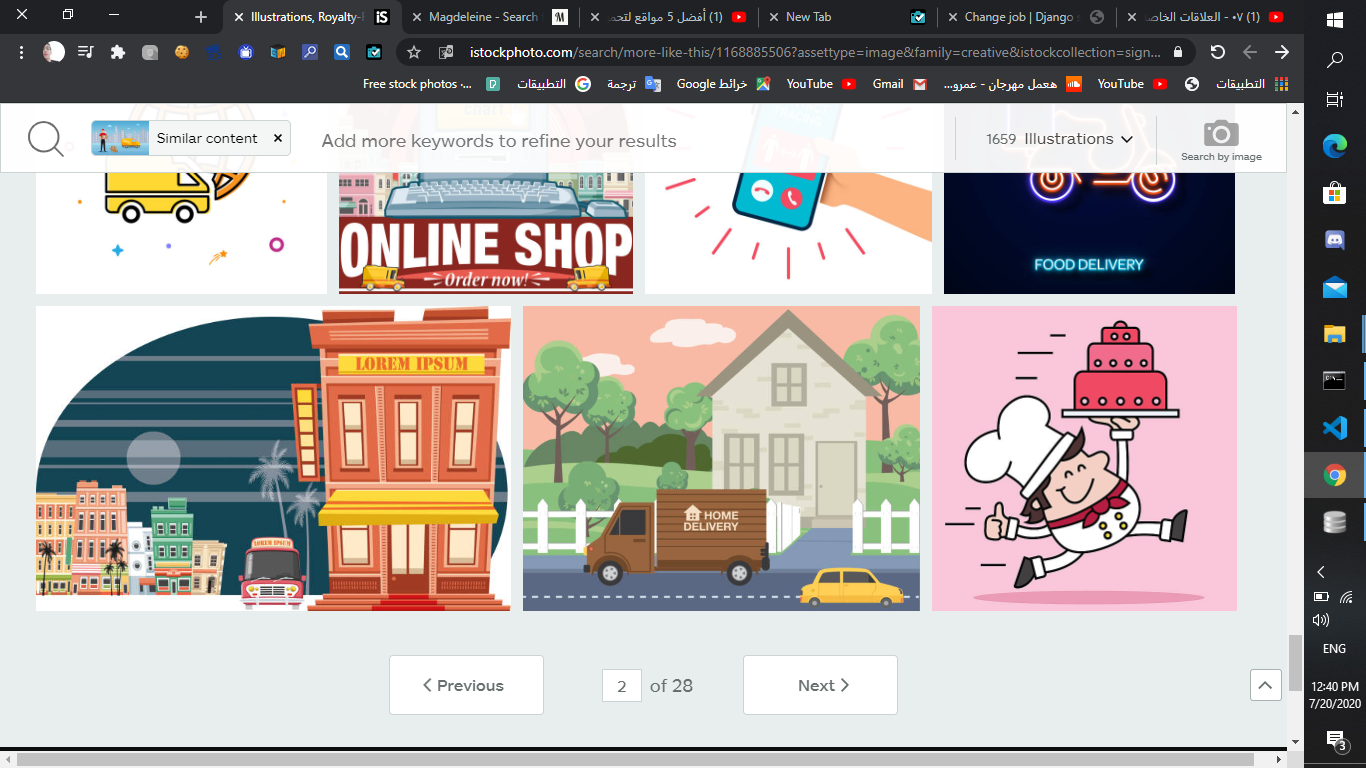 Illustrations, Royalty-F
Magdeleine - Search
(1) أفضل 5 مواقع لتحم
New Tab
Change job | Django s
(1) ٠٧ - العلاقات الخاص
istockphoto.com/search/more-like-this/1168885506?assettype=image&family=creative&istockcollection=sign...
Free stock photos ·...
التطبيقات
ترجمة
خرائط Google
YouTube
Gmail
هعمل مهرجان - عمرو...
YouTube
التطبيقات
Similar content
Add more keywords to refine your results
1659 Illustrations
Search by image
ONLINE SHOP
Order now!
FOOD DELIVERY
LOREM IPSUM
LOREM IPSUM
HOME
DELIVERY
Previous
2 of 28
Next
ENG
12:40 PM
7/20/2020
3